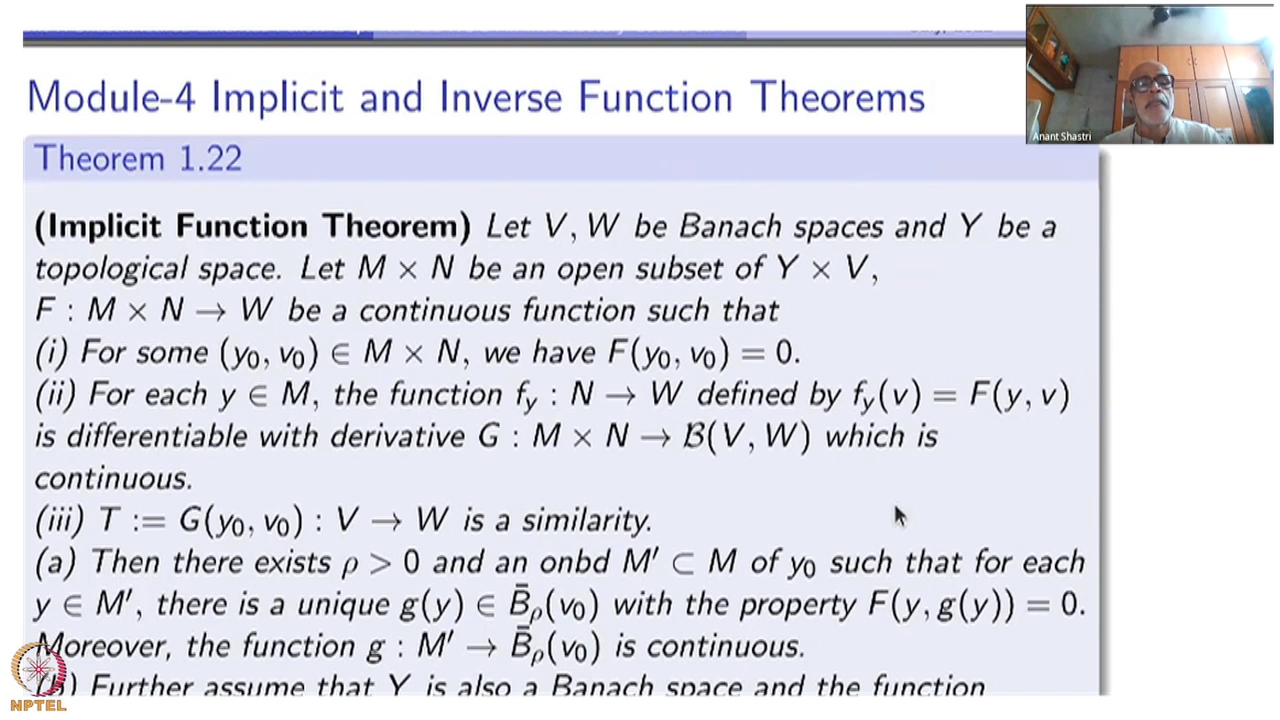 Module-4 Implicit and Inverse Function Theorems
Anant Shastri
Theorem 1.22
(Implicit Function Theorem) Let V, W be Banach spaces and Y be a
topological space. Let M × N be an open subset of Y × V,
F : M × N → W be a continuous function such that
(i) For some (y₀, v₀) ∈ M × N, we have F(y₀, v₀) = 0.
(ii) For each y ∈ M, the function f_y : N → W defined by f_y(v) = F(y, v)
is differentiable with derivative G : M × N → ℬ(V, W) which is
continuous.
(iii) T := G(y₀, v₀) : V → W is a similarity.
(a) Then there exists ρ > 0 and an onbd M′ ⊂ M of y₀ such that for each
y ∈ M′, there is a unique g(y) ∈ B̄_ρ(v₀) with the property F(y, g(y)) = 0.
Moreover, the function g : M′ → B̄_ρ(v₀) is continuous.
Further assume that Y is also a Banach space and the function
NPTEL